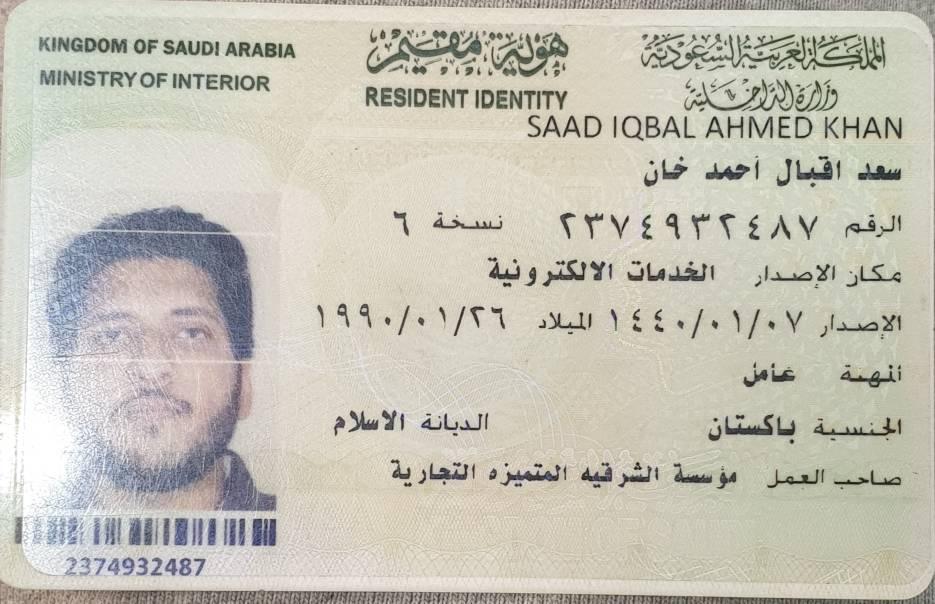 KINGDOM OF SAUDI ARABIA
MINISTRY OF INTERIOR
هوية مقيم
RESIDENT IDENTITY
المملكة العربية السعودية
وزارة الداخلية
SAAD IQBAL AHMED KHAN
سعد اقبال أحمد خان
الرقم ٢٣٧٤٩٣٢٤٨٧ نسخة ٦
مكان الإصدار الخدمات الالكترونية
الإصدار ١٤٤٠/٠١/٠٧ الميلاد ١٩٩٠/٠١/٢٦
المهنة عامل
الجنسية باكستان الديانة الاسلام
صاحب العمل مؤسسة الشرقيه المتميزه التجارية
2374932487